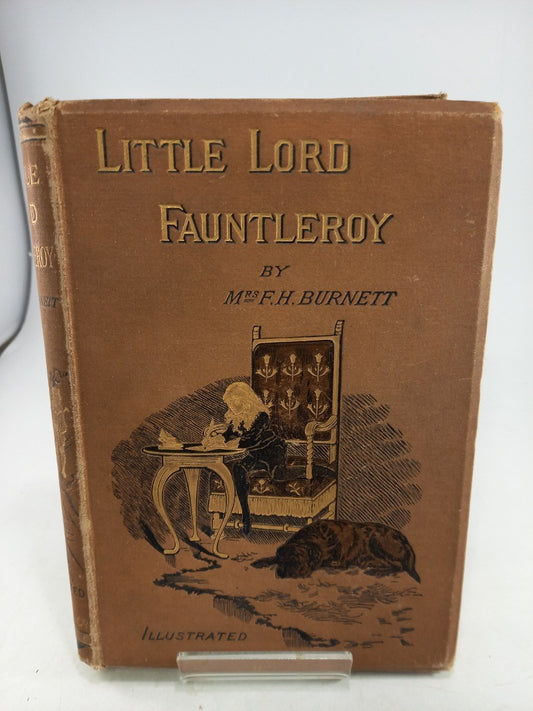 LITTLE LORD
FAUNTLEROY
BY
MRS F. H. BURNETT
ILLUSTRATED